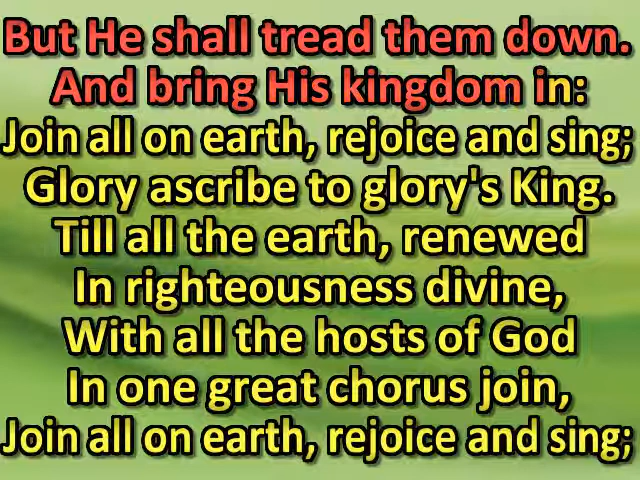 But He shall tread them down.
And bring His kingdom in:
Join all on earth, rejoice and sing;
Glory ascribe to glory's King.
Till all the earth, renewed
In righteousness divine,
With all the hosts of God
In one great chorus join,
Join all on earth, rejoice and sing;